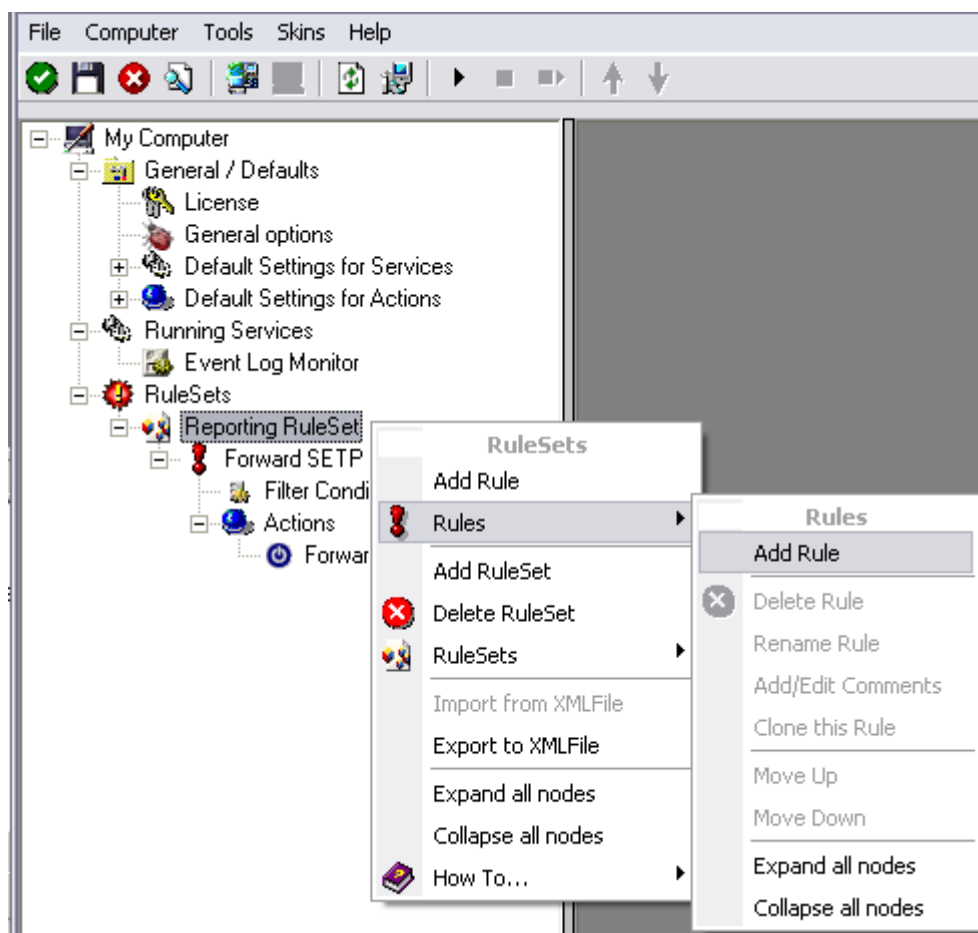 File Computer Tools Skins Help
My Computer
General / Defaults
License
General options
Default Settings for Services
Default Settings for Actions
Running Services
Event Log Monitor
RuleSets
Reporting RuleSet
Forward SETP
Filter Condi
Actions
Forwar
RuleSets
Add Rule
Rules
Add RuleSet
Delete RuleSet
RuleSets
Import from XMLFile
Export to XMLFile
Expand all nodes
Collapse all nodes
How To...
Rules
Add Rule
Delete Rule
Rename Rule
Add/Edit Comments
Clone this Rule
Move Up
Move Down
Expand all nodes
Collapse all nodes